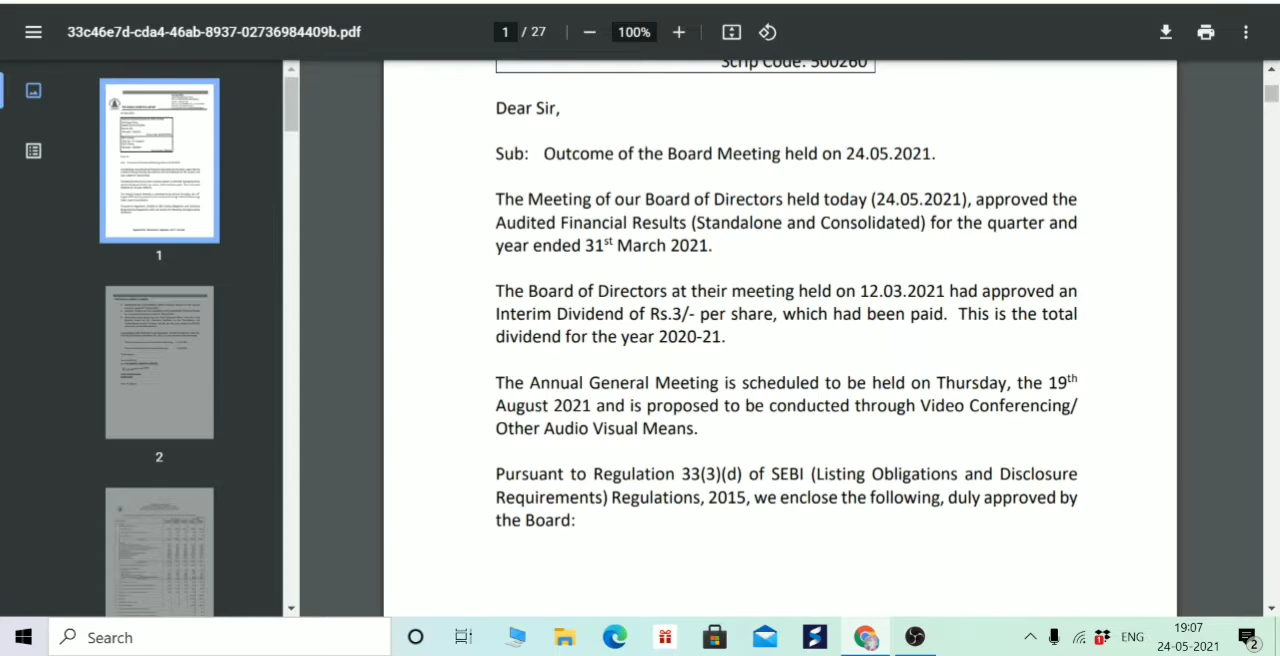 33c46e7d-cda4-46ab-8937-02736984409b.pdf
1 / 27
100%
Scrip Code: 500260
Dear Sir,
Sub: Outcome of the Board Meeting held on 24.05.2021.
The Meeting of our Board of Directors held today (24.05.2021), approved the
Audited Financial Results (Standalone and Consolidated) for the quarter and
year ended 31st March 2021.
The Board of Directors at their meeting held on 12.03.2021 had approved an
Interim Dividend of Rs.3/- per share, which had been paid. This is the total
dividend for the year 2020-21.
The Annual General Meeting is scheduled to be held on Thursday, the 19th
August 2021 and is proposed to be conducted through Video Conferencing/
Other Audio Visual Means.
Pursuant to Regulation 33(3)(d) of SEBI (Listing Obligations and Disclosure
Requirements) Regulations, 2015, we enclose the following, duly approved by
the Board:
1
2
Search
ENG
19:07
24-05-2021
2